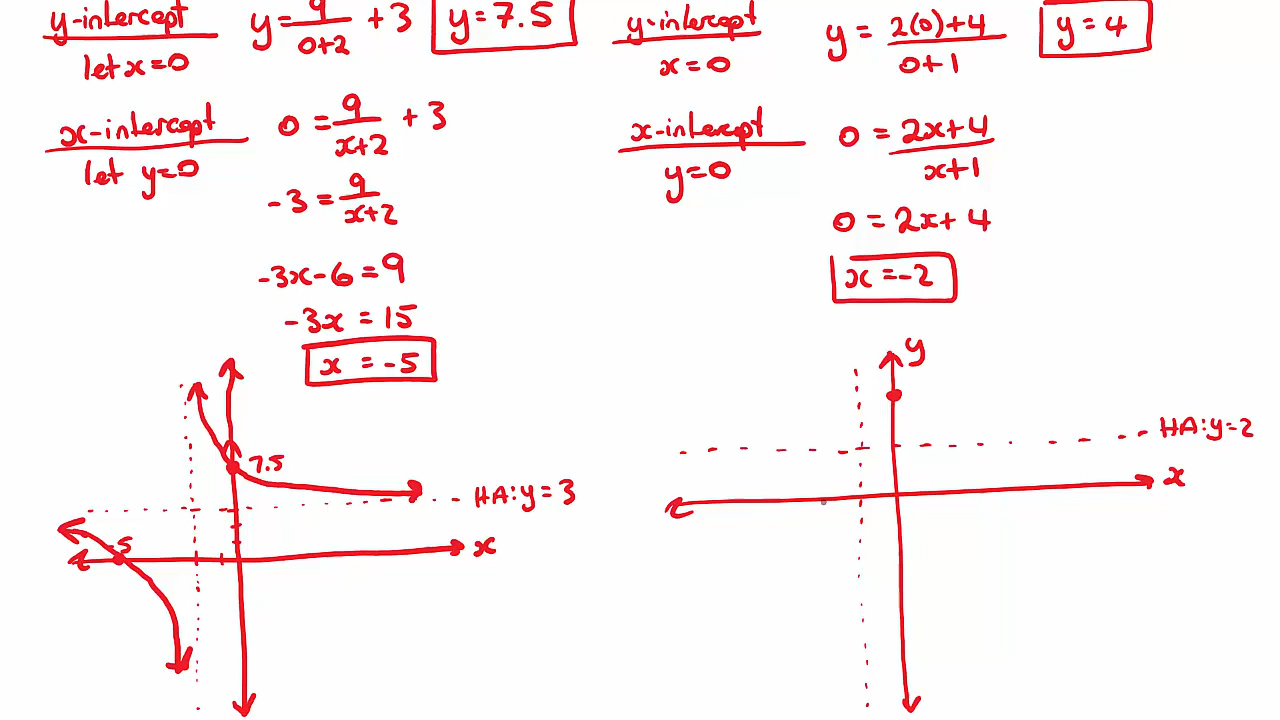 y-intercept
let x=0
y = 9/(0+2) + 3
y = 7.5
x-intercept
let y=0
0 = 9/(x+2) + 3
-3 = 9/(x+2)
-3x-6 = 9
-3x = 15
x = -5
7.5
HA: y = 3
-5
x
y-intercept
x=0
y = (2(0)+4)/(0+1)
y = 4
x-intercept
y=0
0 = (2x+4)/(x+1)
0 = 2x+4
x = -2
y
HA: y=2
x